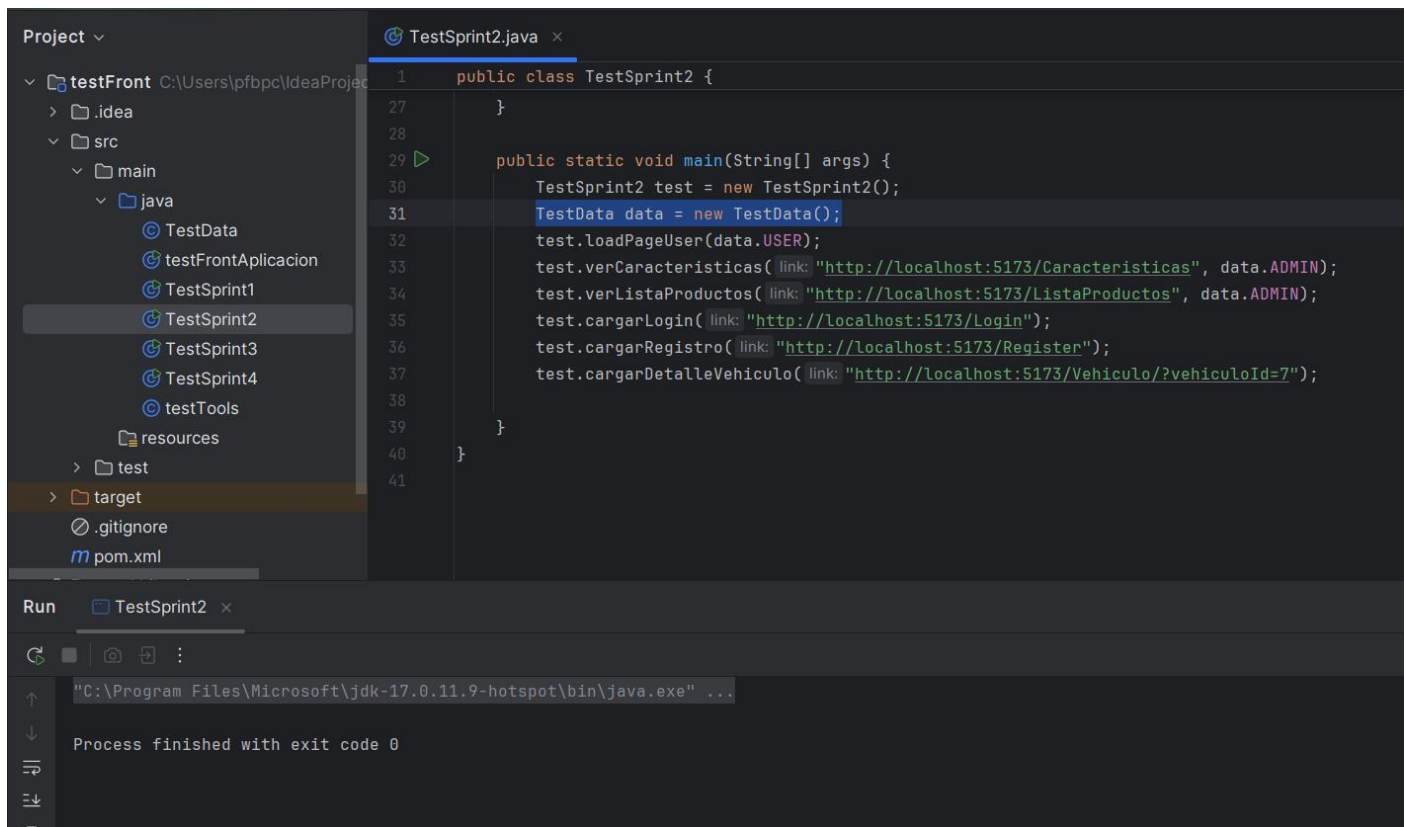 Project
testFront C:\Users\pfbpc\IdeaProjec
.idea
src
main
java
TestData
testFrontAplicacion
TestSprint1
TestSprint2
TestSprint3
TestSprint4
testTools
resources
test
target
.gitignore
pom.xml
TestSprint2.java
1 public class TestSprint2 {
27 }
28
29 public static void main(String[] args) {
30 TestSprint2 test = new TestSprint2();
31 TestData data = new TestData();
32 test.loadPageUser(data.USER);
33 test.verCaracteristicas( link: "http://localhost:5173/Caracteristicas", data.ADMIN);
34 test.verListaProductos( link: "http://localhost:5173/ListaProductos", data.ADMIN);
35 test.cargarLogin( link: "http://localhost:5173/Login");
36 test.cargarRegistro( link: "http://localhost:5173/Register");
37 test.cargarDetalleVehiculo( link: "http://localhost:5173/Vehiculo/?vehiculoId=7");
38
39 }
40 }
41
Run TestSprint2
"C:\Program Files\Microsoft\jdk-17.0.11.9-hotspot\bin\java.exe" ...
Process finished with exit code 0